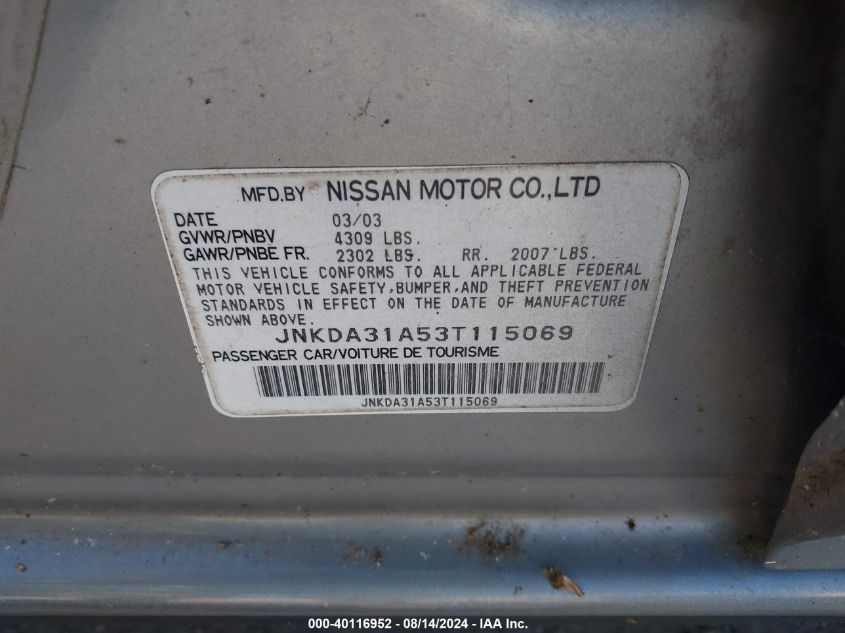 MFD.BY NISSAN MOTOR CO.,LTD
DATE 03/03
GVWR/PNBV 4309 LBS.
GAWR/PNBE FR. 2302 LBS. RR. 2007 LBS.
THIS VEHICLE CONFORMS TO ALL APPLICABLE FEDERAL
MOTOR VEHICLE SAFETY, BUMPER, AND THEFT PREVENTION
STANDARDS IN EFFECT ON THE DATE OF MANUFACTURE
SHOWN ABOVE.
JNKDA31A53T115069
PASSENGER CAR/VOITURE DE TOURISME
JNKDA31A53T115069
000-40116952 - 08/14/2024 - IAA Inc.